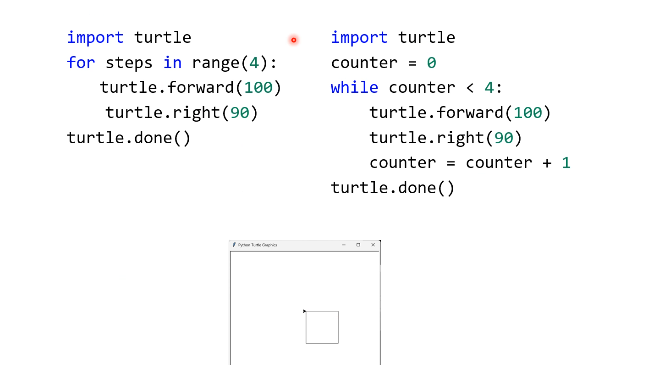 import turtle
for steps in range(4):
    turtle.forward(100)
    turtle.right(90)
turtle.done()
import turtle
counter = 0
while counter < 4:
    turtle.forward(100)
    turtle.right(90)
    counter = counter + 1
turtle.done()
Python Turtle Graphics